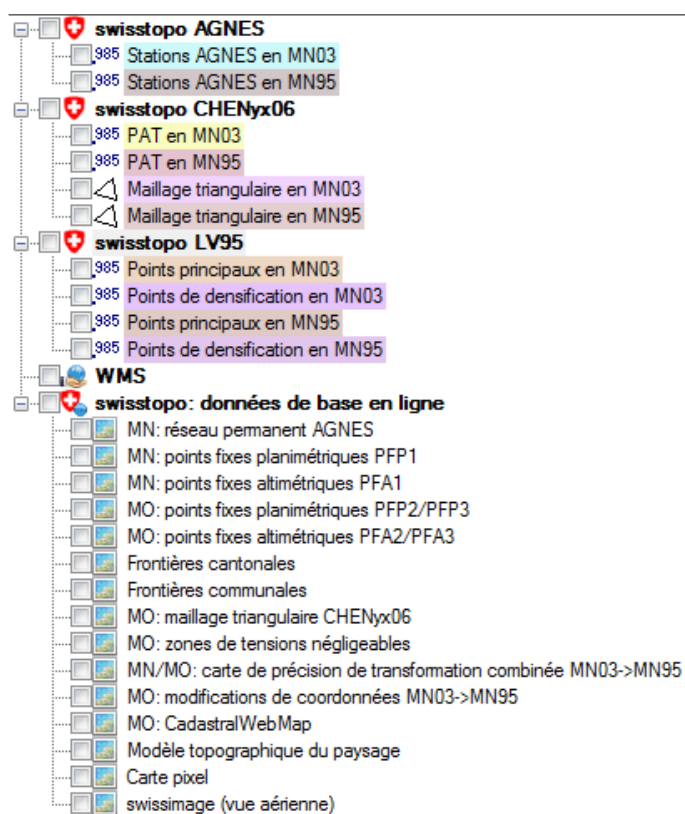 swisstopo AGNES
985 Stations AGNES en MN03
985 Stations AGNES en MN95
swisstopo CHENyx06
985 PAT en MN03
985 PAT en MN95
Maillage triangulaire en MN03
Maillage triangulaire en MN95
swisstopo LV95
985 Points principaux en MN03
985 Points de densification en MN03
985 Points principaux en MN95
985 Points de densification en MN95
WMS
swisstopo: données de base en ligne
MN: réseau permanent AGNES
MN: points fixes planimétriques PFP1
MN: points fixes altimétriques PFA1
MO: points fixes planimétriques PFP2/PFP3
MO: points fixes altimétriques PFA2/PFA3
Frontières cantonales
Frontières communales
MO: maillage triangulaire CHENyx06
MO: zones de tensions négligeables
MN/MO: carte de précision de transformation combinée MN03->MN95
MO: modifications de coordonnées MN03->MN95
MO: CadastralWebMap
Modèle topographique du paysage
Carte pixel
swissimage (vue aérienne)